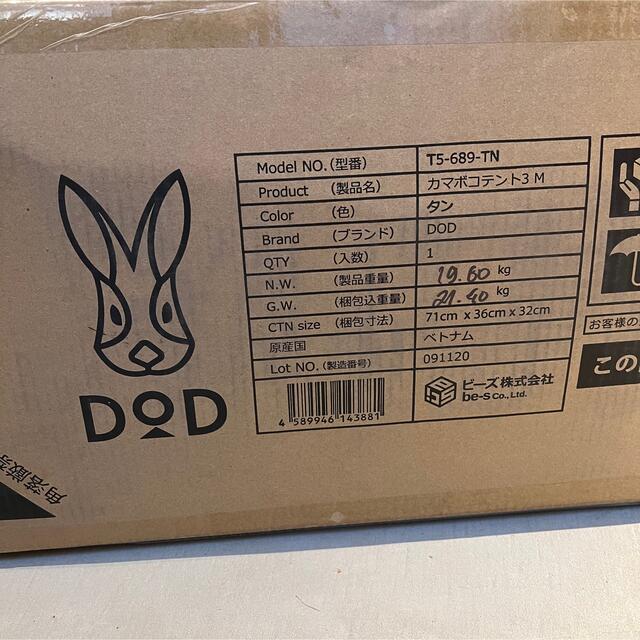 DOD
Model NO. (型番) T5-689-TN
Product (製品名) カマボコテント3 M
Color (色) タン
Brand (ブランド) DOD
QTY (入数) 1
N.W. (製品重量) 19.60 kg
G.W. (梱包込重量) 21.40 kg
CTN size (梱包寸法) 71cm x 36cm x 32cm
原産国 ベトナム
Lot NO. (製造番号) 091120
4 589946 143881
ビーズ株式会社
be-s Co., Ltd.
お客様の
この
角落厳禁